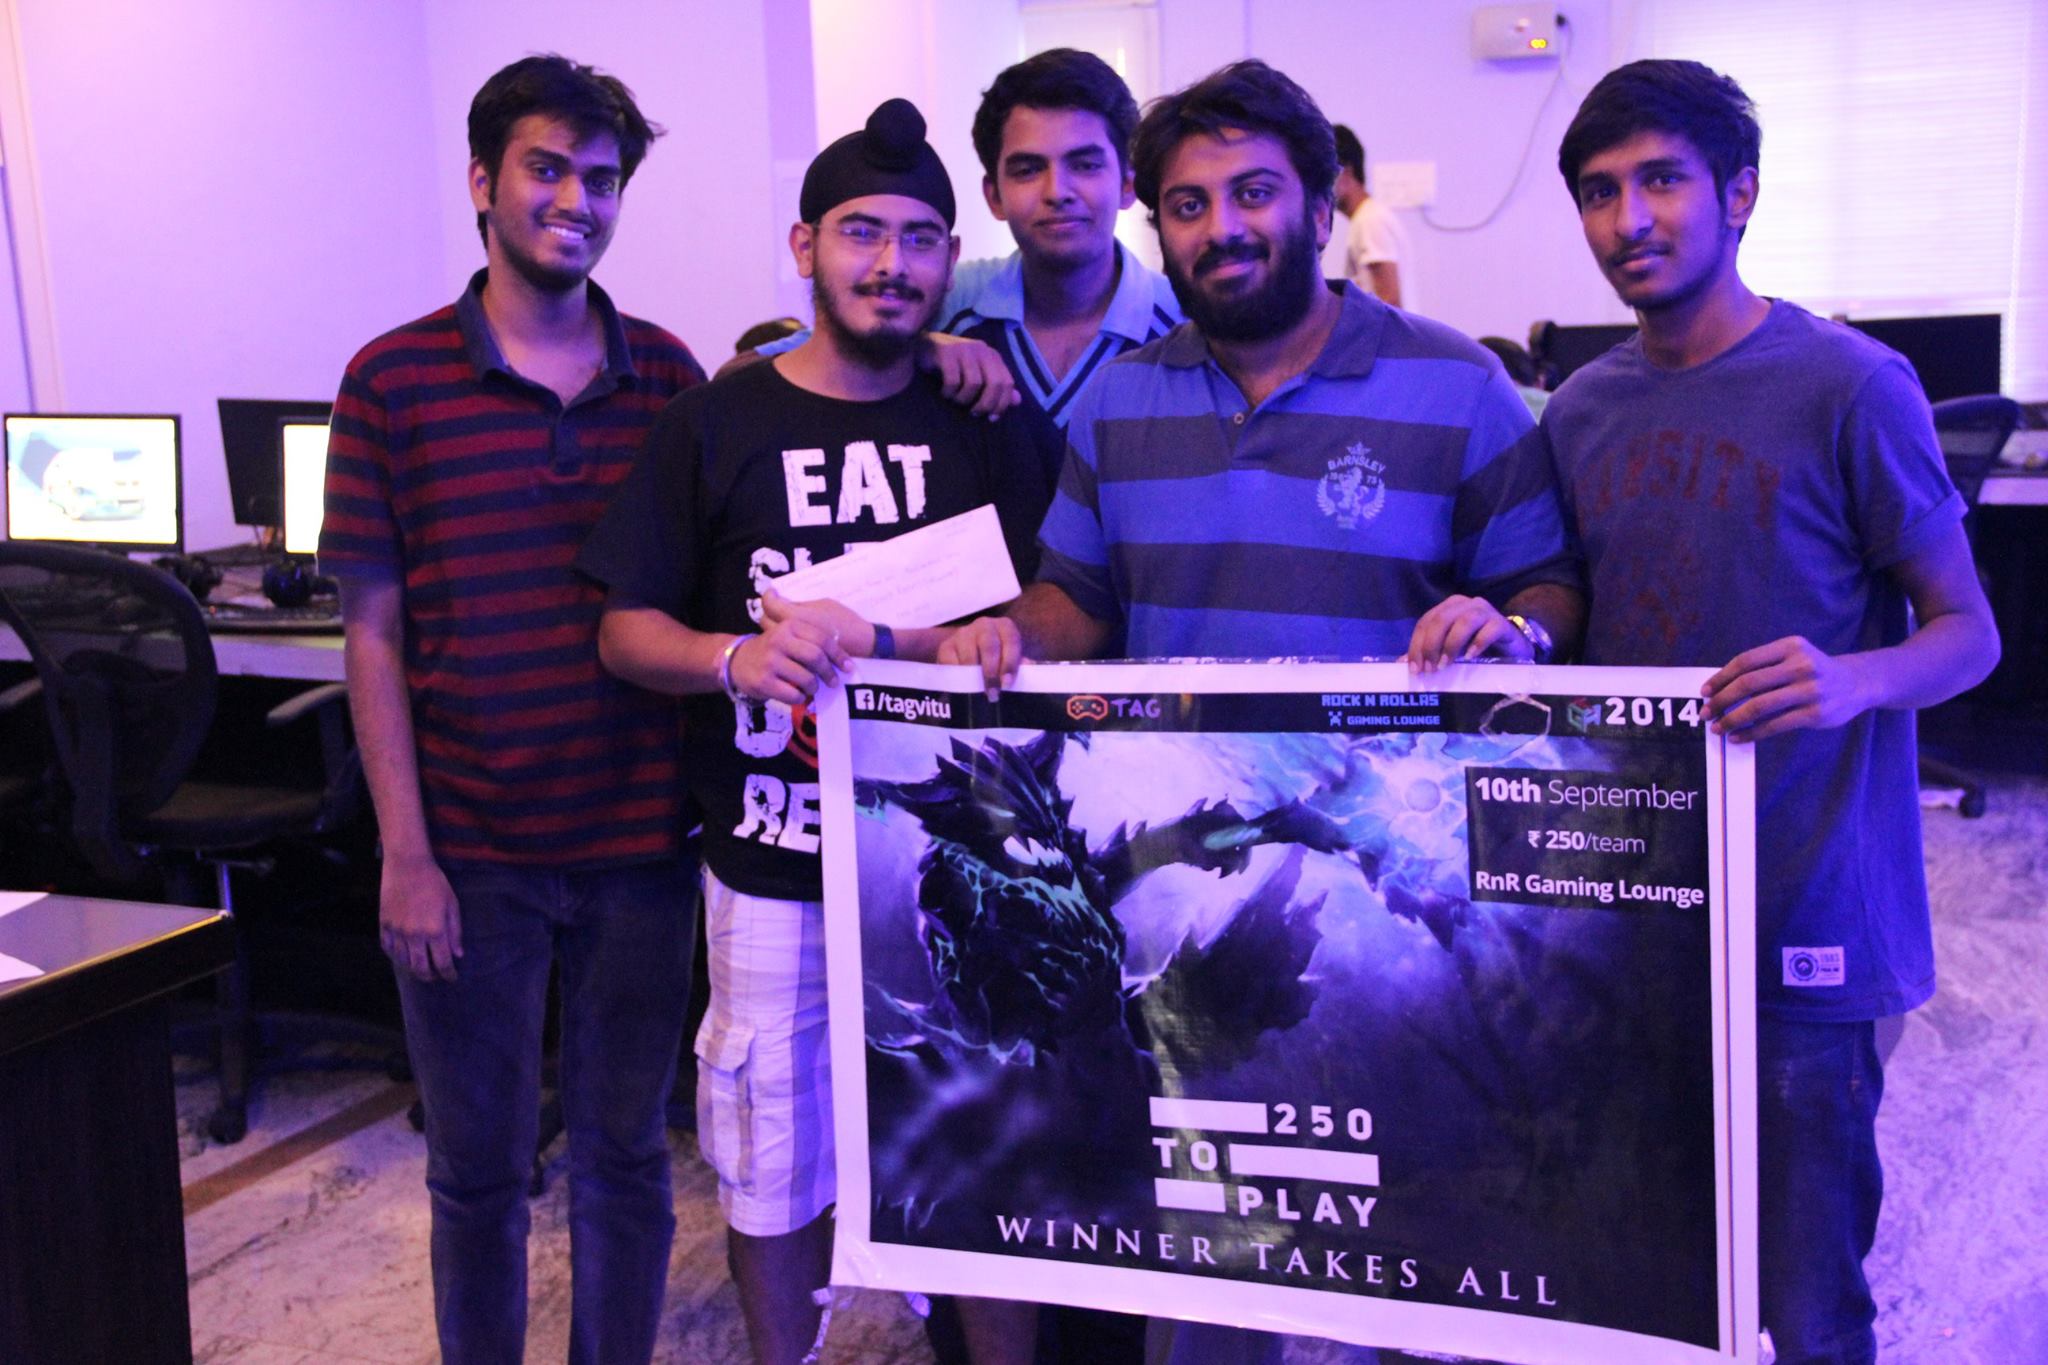 EAT
RE
BARNSLEY
VARSITY
/tagvitu
TAG
ROCK N ROLLAS
GAMING LOUNGE
2014
10th September
₹ 250/team
RnR Gaming Lounge
250
TO
PLAY
WINNER TAKES ALL